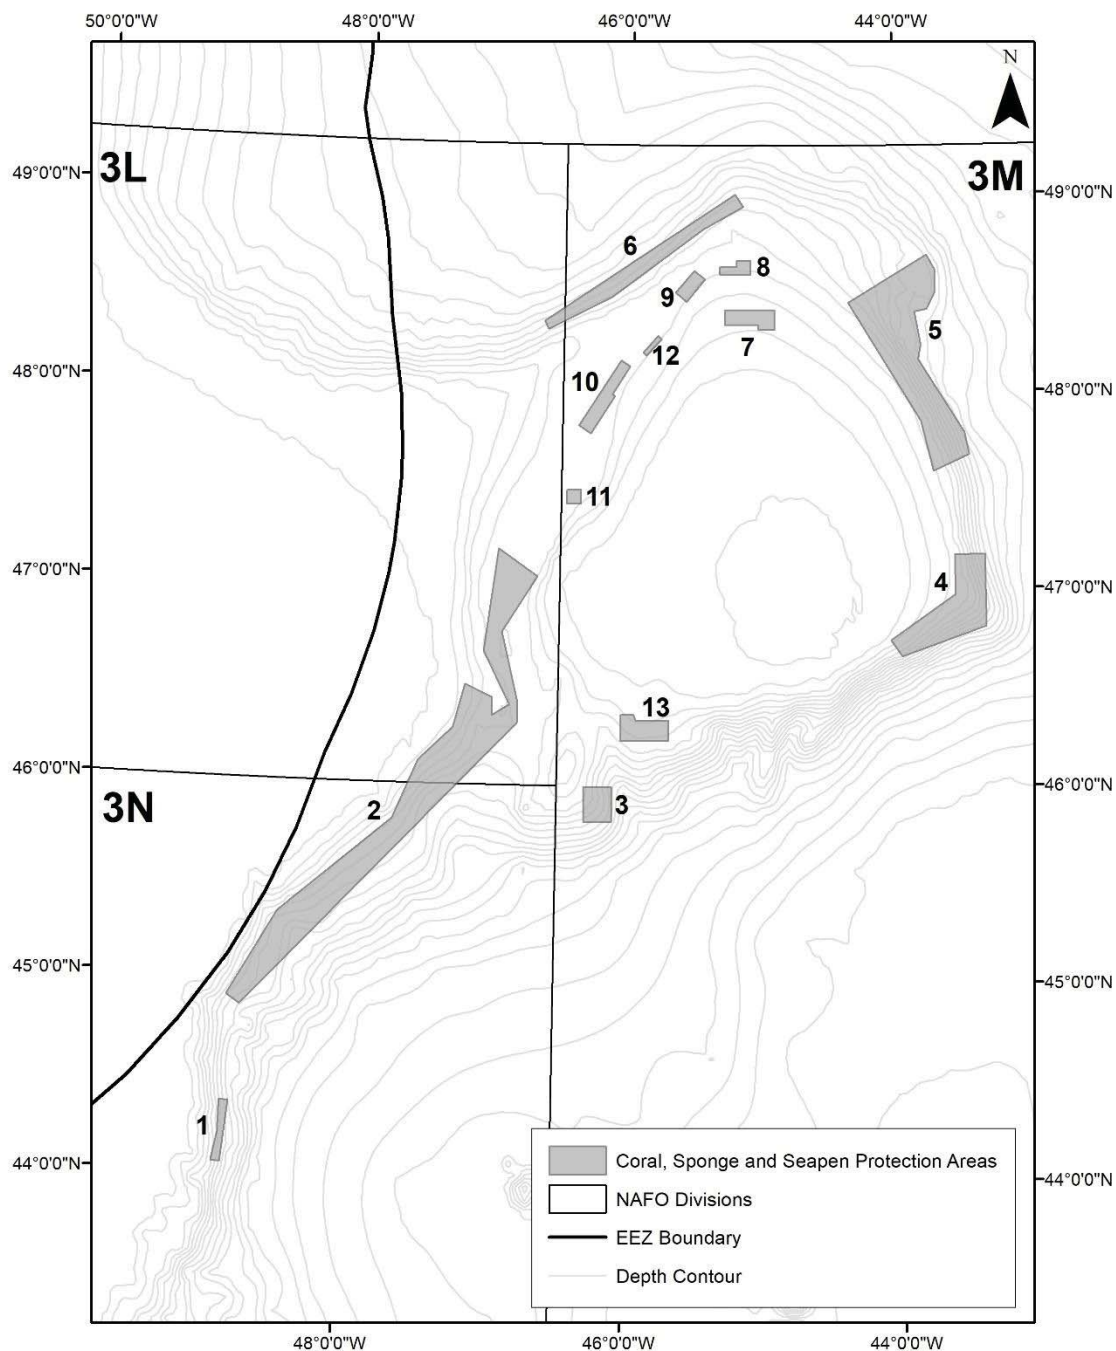 50°0'0"W 48°0'0"W 46°0'0"W 44°0'0"W
N
3L
3M
49°0'0"N
49°0'0"N
6
8
9
5
7
12
10
48°0'0"N
48°0'0"N
11
47°0'0"N
47°0'0"N
4
13
46°0'0"N
46°0'0"N
3N
2
3
45°0'0"N
45°0'0"N
1
44°0'0"N
44°0'0"N
Coral, Sponge and Seapen Protection Areas
NAFO Divisions
EEZ Boundary
Depth Contour
48°0'0"W 46°0'0"W 44°0'0"W